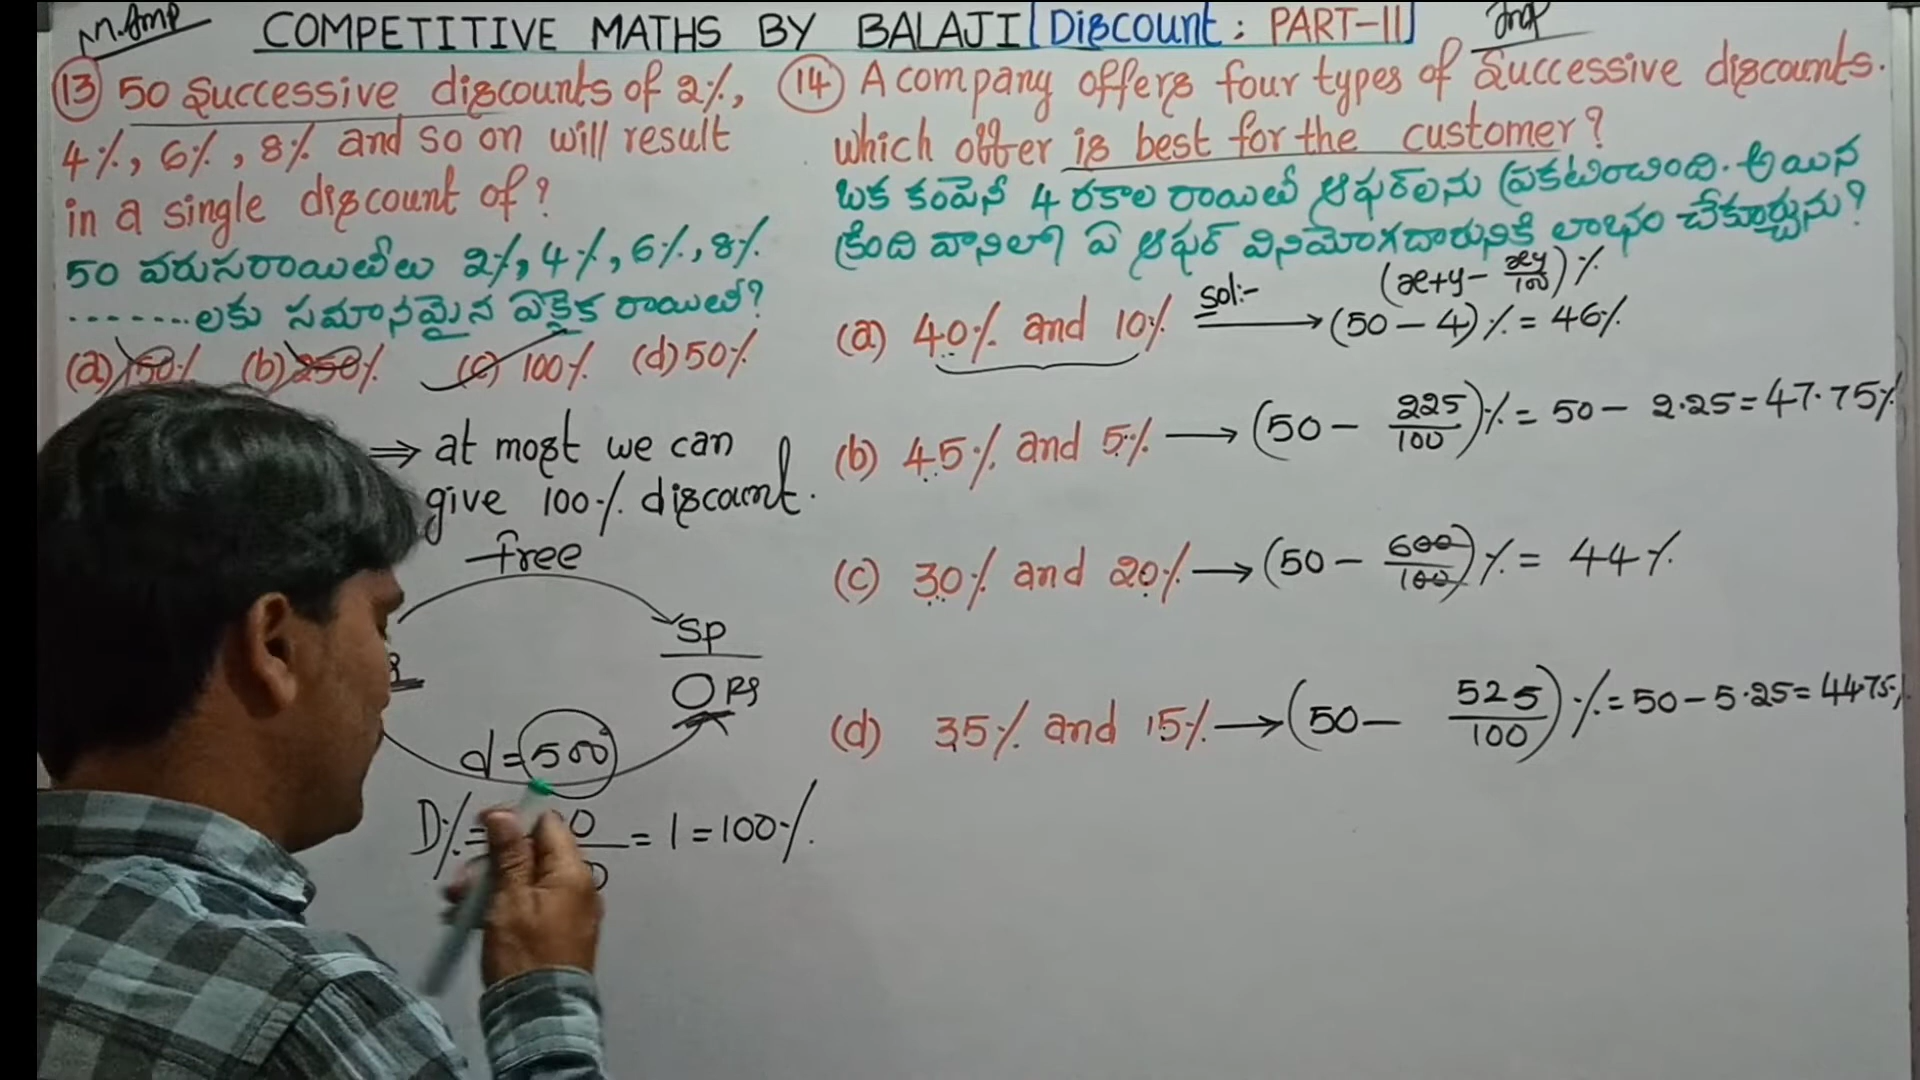 M.Imp
COMPETITIVE MATHS BY BALAJI [Discount: PART-II]
Imp
(13) 50 Successive discounts of 2%,
4%, 6%, 8% and so on will result
in a single discount of?
50 వరుసరాయితీలు 2%, 4%, 6%, 8%
.......లకు సమానమైన ఏకైక రాయితీ?
(a) 150% (b) 250% (c) 100% (d) 50%
⇒ at most we can
give 100% discount.
free
SP
0 Rs
d = 500
D% = = 1 = 100%.
(14) A company offers four types of Successive discounts.
which offer is best for the customer?
ఒక కంపెనీ 4 రకాల రాయితీ ఆఫర్‌లను ప్రకటించింది. అయిన
క్రింది వానిలో ఏ ఆఫర్ వినియోగదారునికి లాభం చేకూర్చును?
(x+y - xy/100)%
(a) 40% and 10% Sol:- → (50 - 4)% = 46%
(b) 45% and 5% → (50 - 225/100)% = 50 - 2.25 = 47.75%
(c) 30% and 20% → (50 - 600/100)% = 44%
(d) 35% and 15% → (50 - 525/100)% = 50 - 5.25 = 44.75%